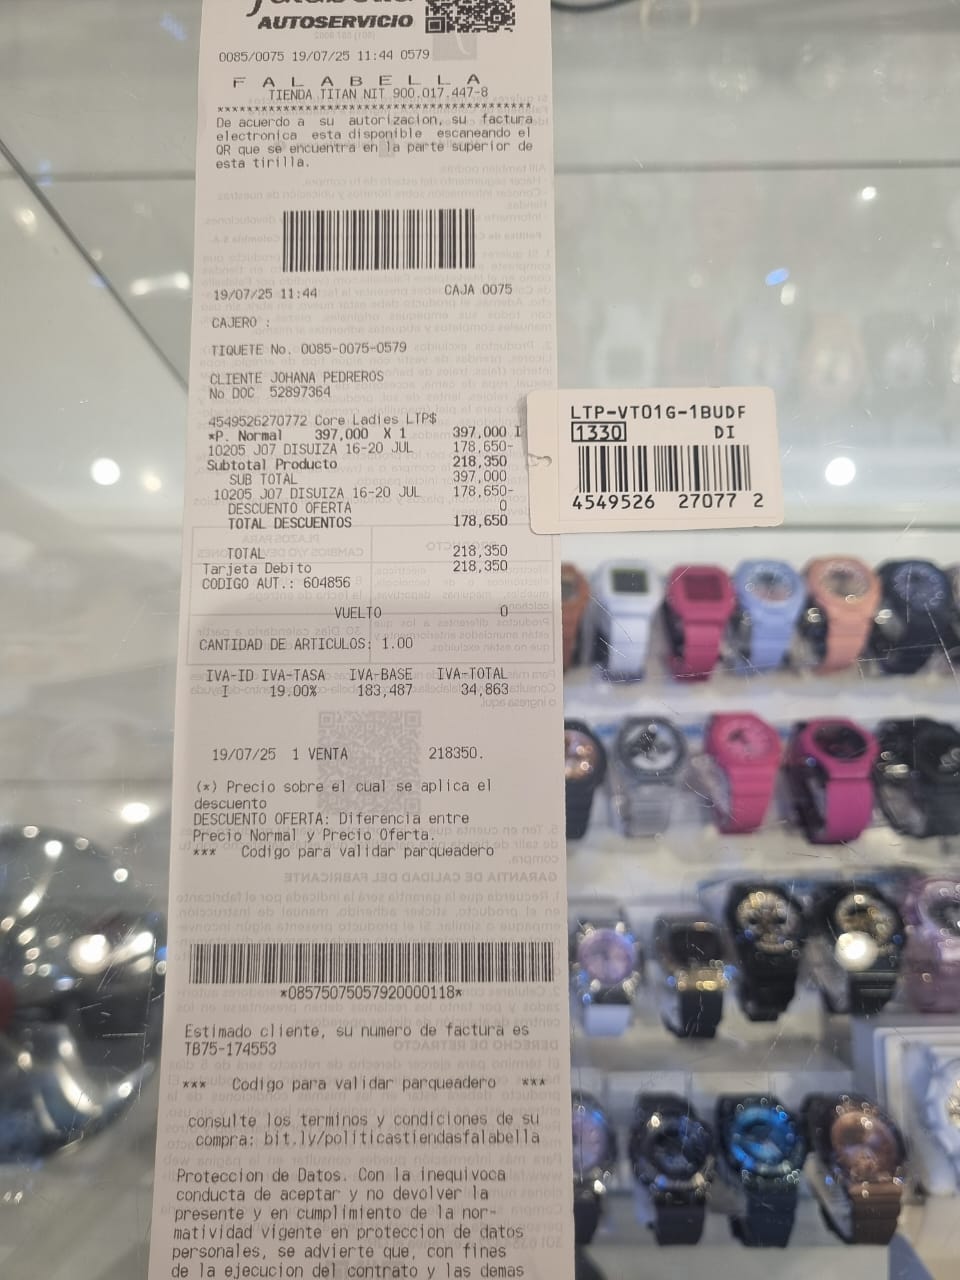 falabella
AUTOSERVICIO
0085/0075 19/07/25 11:44 0579
F A L A B E L L A
TIENDA TITAN NIT 900.017.447-8
***************************************
De acuerdo a su autorizacion, su factura
electronica esta disponible escaneando el
QR que se encuentra en la parte superior de
esta tirilla.
19/07/25 11:44 CAJA 0075
CAJERO :
TIQUETE No. 0085-0075-0579
CLIENTE JOHANA PEDREROS
No DOC 52897364
4549526270772 Core Ladies LTP$
*P. Normal 397,000 X 1 397,000 I
10205 J07 DISUIZA 16-20 JUL 178,650-
Subtotal Producto 218,350
SUB TOTAL 397,000
10205 J07 DISUIZA 16-20 JUL 178,650-
DESCUENTO OFERTA 0
TOTAL DESCUENTOS 178,650
TOTAL 218,350
Tarjeta Debito 218,350
CODIGO AUT.: 604856
VUELTO 0
CANTIDAD DE ARTICULOS: 1.00
IVA-ID IVA-TASA IVA-BASE IVA-TOTAL
I 19.00% 183,487 34,863
19/07/25 1 VENTA 218350.
(*) Precio sobre el cual se aplica el
descuento
DESCUENTO OFERTA: Diferencia entre
Precio Normal y Precio Oferta.
*** Codigo para validar parqueadero
*08575075057920000118*
Estimado cliente, su numero de factura es
TB75-174553
*** Codigo para validar parqueadero ***
consulte los terminos y condiciones de su
compra: bit.ly/politicastiendasfalabella
Proteccion de Datos. Con la inequivoca
conducta de aceptar y no devolver la
presente y en cumplimiento de la nor-
matividad vigente en proteccion de datos
personales, se advierte que, con fines
de la ejecucion del contrato y las demas
LTP-VT01G-1BUDF
1330 DI
4549526 27077 2